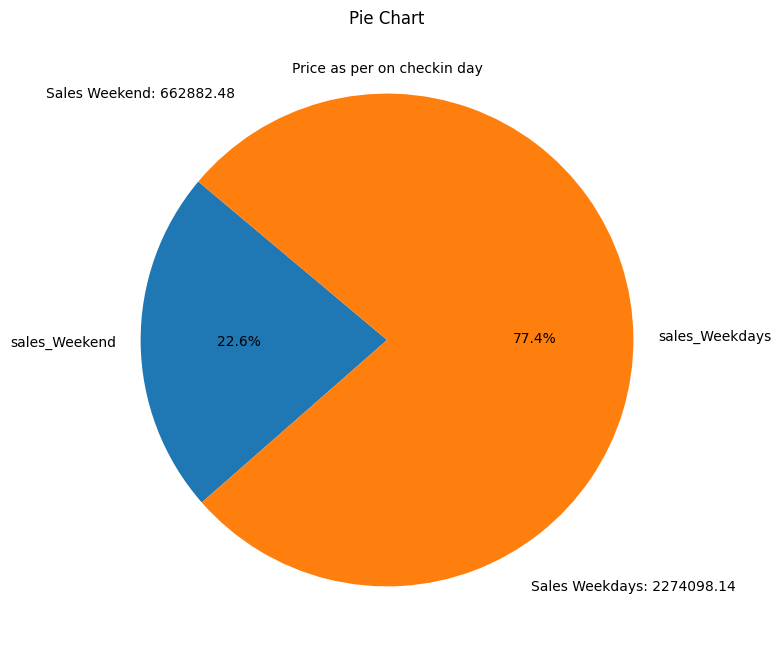 Pie Chart
Price as per on checkin day
Sales Weekend: 662882.48
sales_Weekend
22.6%
77.4%
sales_Weekdays
Sales Weekdays: 2274098.14